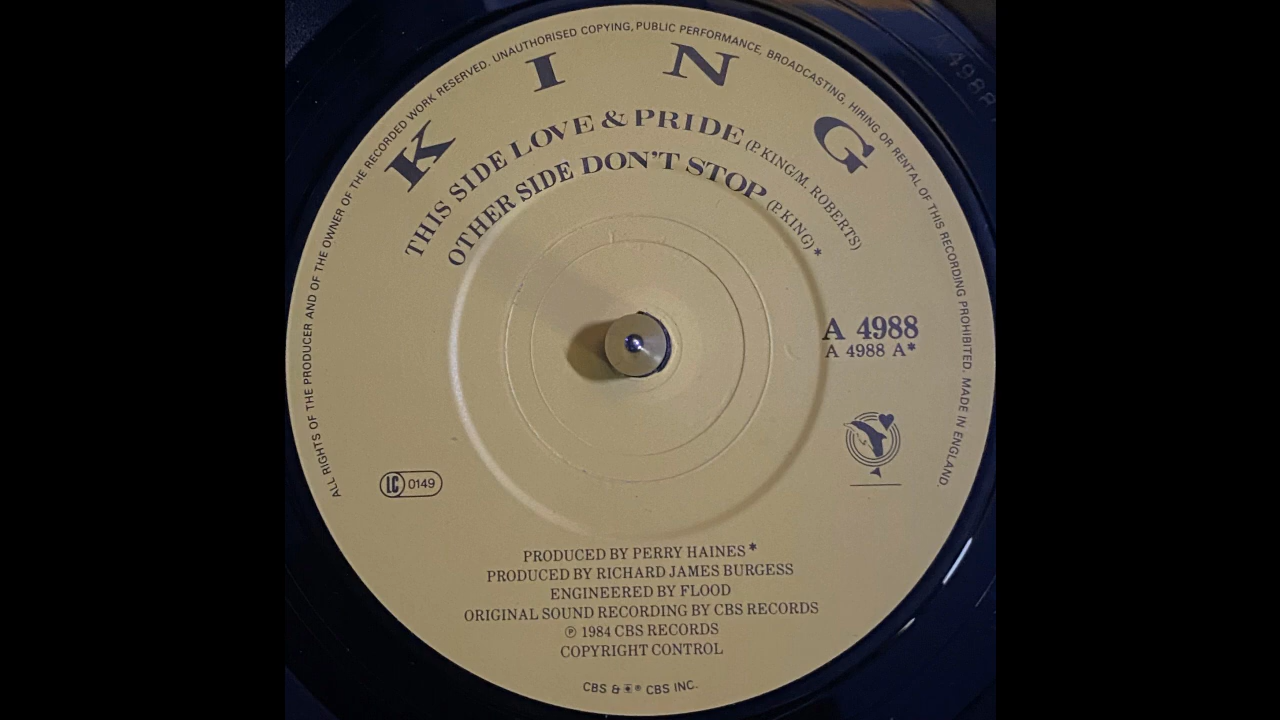 ALL RIGHTS OF THE PRODUCER AND OF THE OWNER OF THE RECORDED WORK RESERVED. UNAUTHORISED COPYING, PUBLIC PERFORMANCE, BROADCASTING, HIRING OR RENTAL OF THIS RECORDING PROHIBITED. MADE IN ENGLAND.
KING
THIS SIDE LOVE & PRIDE (P. KING/M. ROBERTS)
OTHER SIDE DON'T STOP (P. KING)*
A 4988
A 4988 A*
LC 0149
PRODUCED BY PERRY HAINES*
PRODUCED BY RICHARD JAMES BURGESS
ENGINEERED BY FLOOD
ORIGINAL SOUND RECORDING BY CBS RECORDS
℗ 1984 CBS RECORDS
COPYRIGHT CONTROL
CBS & ® CBS INC.
A 4988